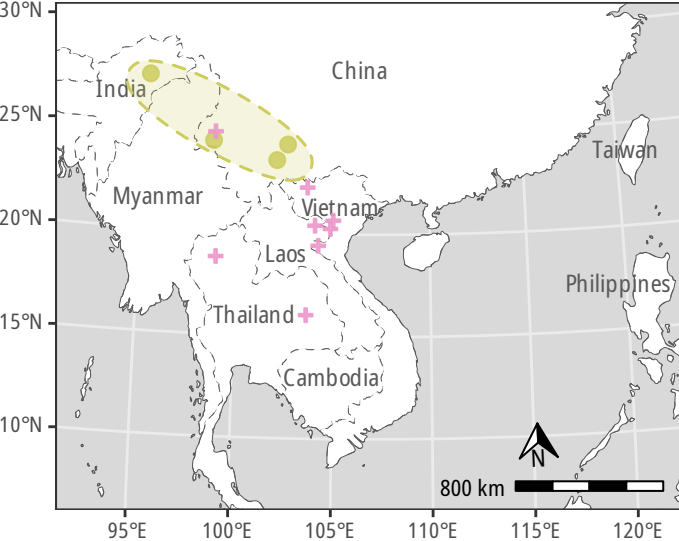 30°N
China
India
25°N
Taiwan
Myanmar
Vietnam
20°N
Laos
Philippines
Thailand
15°N
Cambodia
10°N
N
800 km
95°E 100°E 105°E 110°E 115°E 120°E